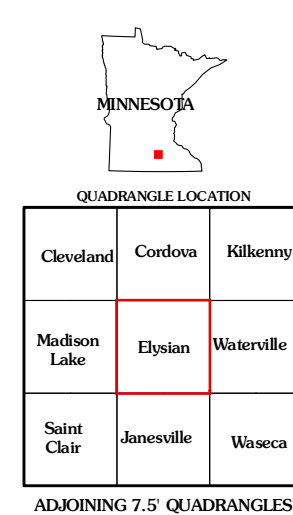 MINNESOTA
QUADRANGLE LOCATION
Cleveland Cordova Kilkenny
Madison Lake Elysian Waterville
Saint Clair Janesville Waseca
ADJOINING 7.5' QUADRANGLES